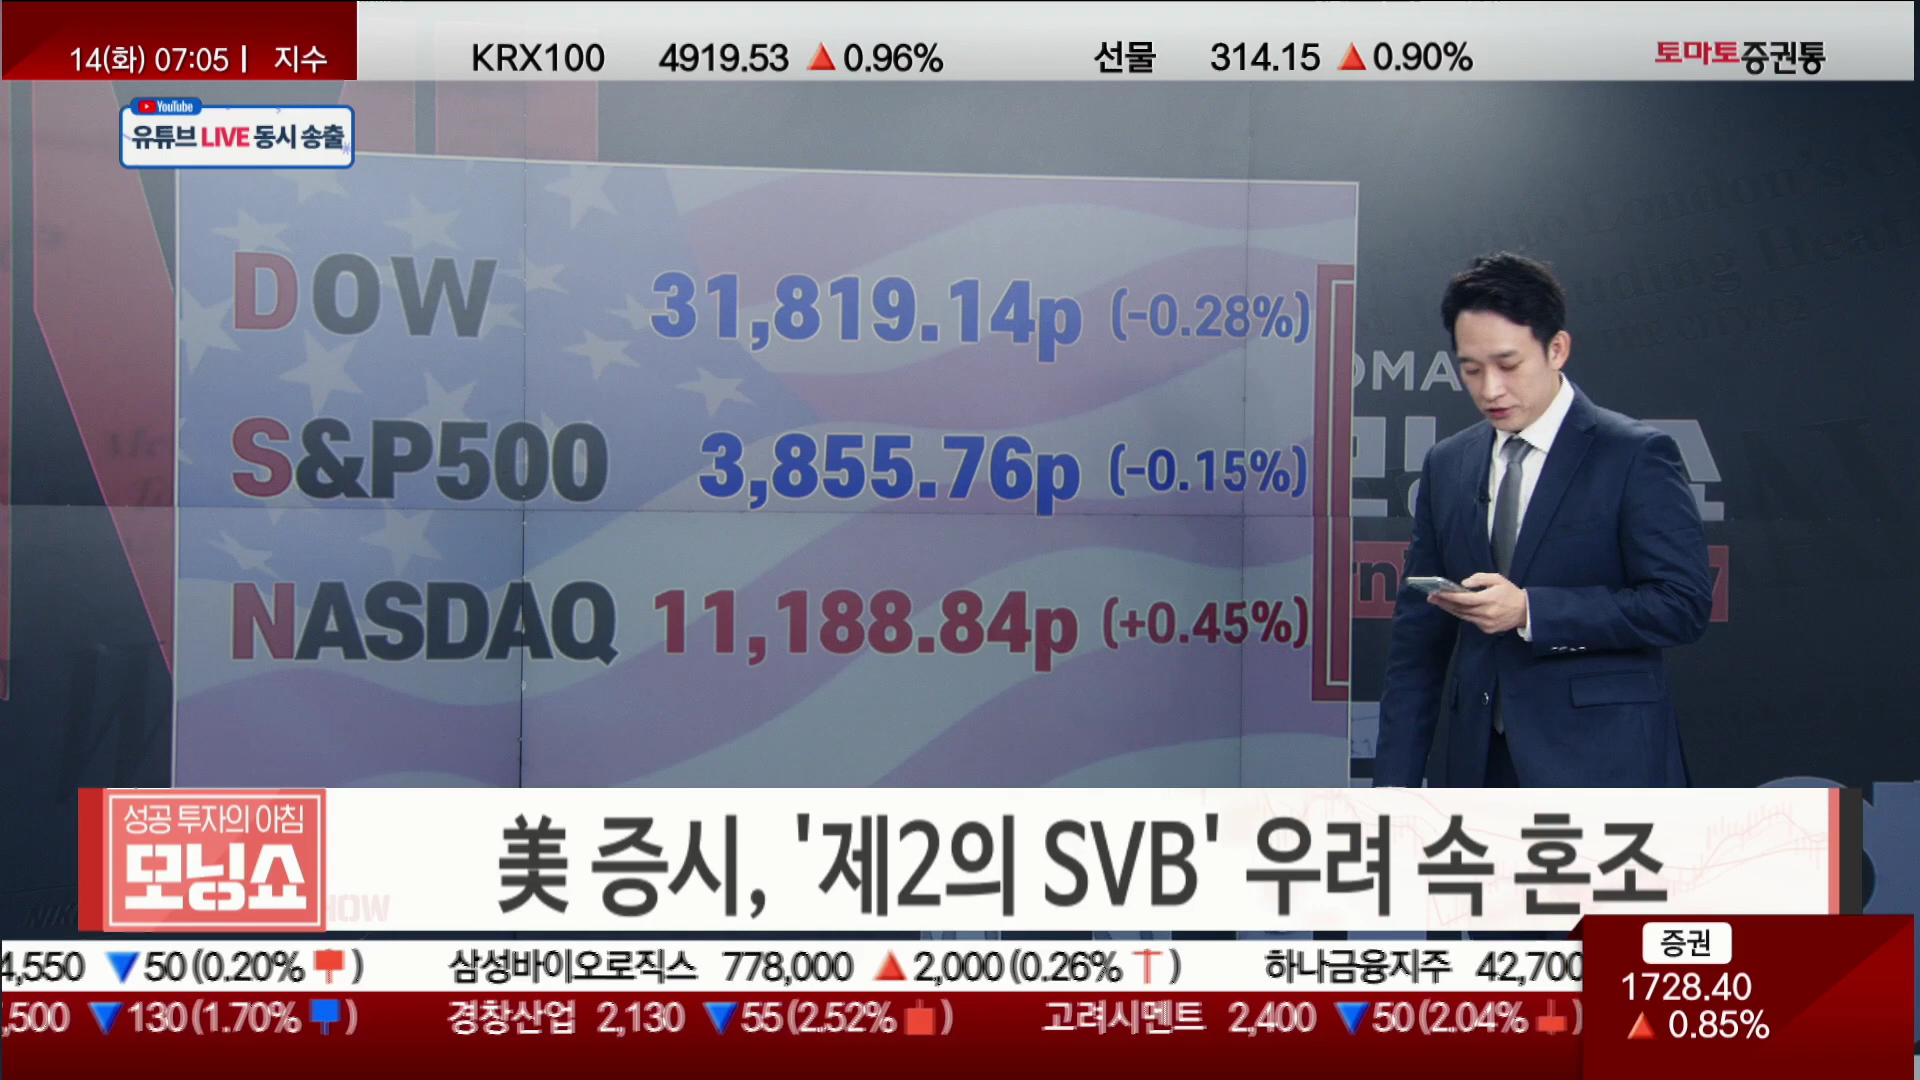 14(화) 07:05 | 지수
KRX100 4919.53 ▲ 0.96% 선물 314.15 ▲ 0.90%
토마토증권통
YouTube
유튜브 LIVE 동시 송출
DOW 31,819.14p (-0.28%)
S&P500 3,855.76p (-0.15%)
NASDAQ 11,188.84p (+0.45%)
성공 투자의 아침
모닝쇼
美 증시, '제2의 SVB' 우려 속 혼조
4,550 ▼ 50 (0.20% ) 삼성바이오로직스 778,000 ▲ 2,000 (0.26% ) 하나금융지주 42,700
,500 ▼ 130 (1.70% ) 경창산업 2,130 ▼ 55 (2.52% ) 고려시멘트 2,400 ▼ 50 (2.04% )
증권
1728.40
▲ 0.85%